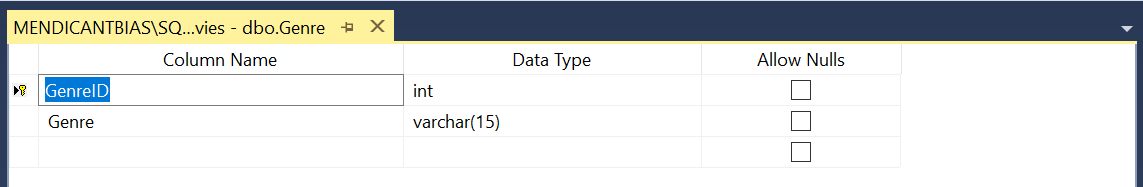 MENDICANTBIAS\SQ...vies - dbo.Genre
Column Name Data Type Allow Nulls
GenreID int
Genre varchar(15)